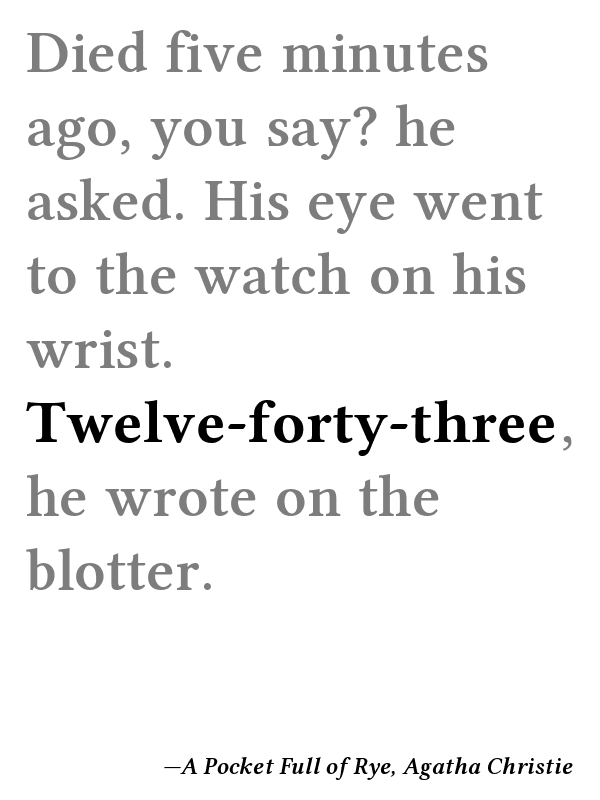 Died five minutes
ago, you say? he
asked. His eye went
to the watch on his
wrist.
Twelve-forty-three,
he wrote on the
blotter.
—A Pocket Full of Rye, Agatha Christie